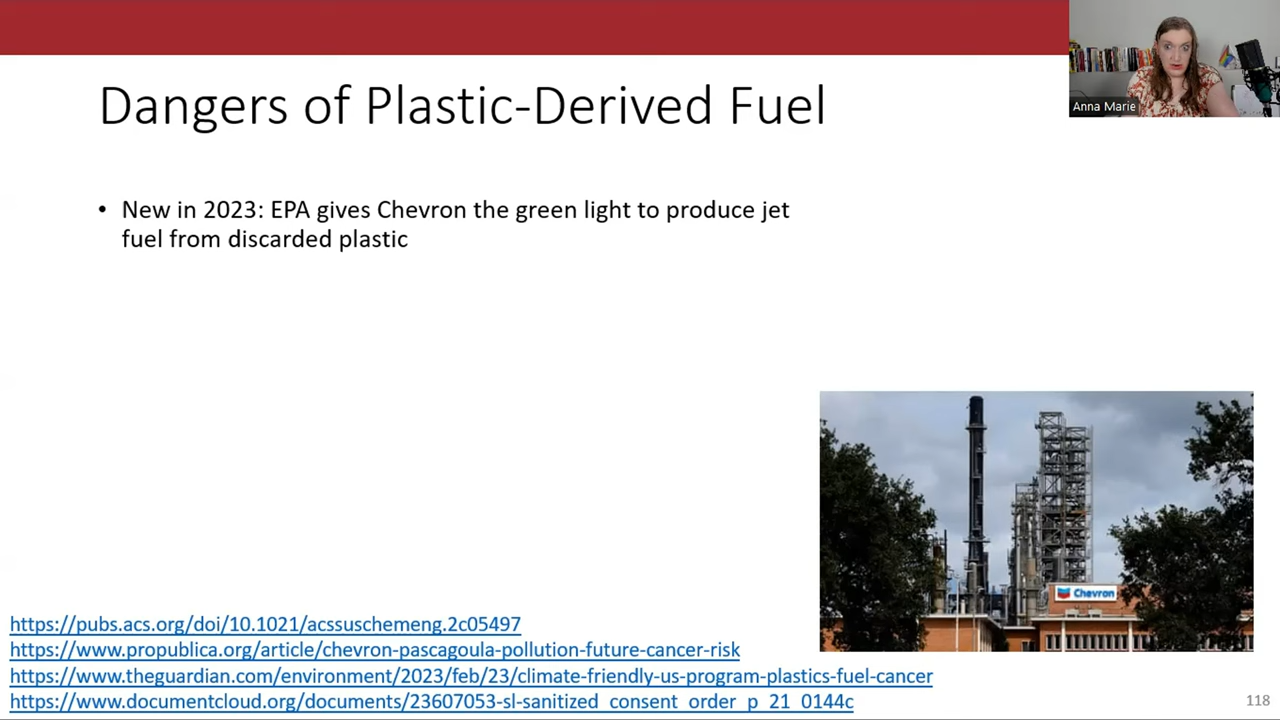 Anna Marie
Dangers of Plastic-Derived Fuel
• New in 2023: EPA gives Chevron the green light to produce jet
fuel from discarded plastic
Chevron
https://pubs.acs.org/doi/10.1021/acssuschemeng.2c05497
https://www.propublica.org/article/chevron-pascagoula-pollution-future-cancer-risk
https://www.theguardian.com/environment/2023/feb/23/climate-friendly-us-program-plastics-fuel-cancer
https://www.documentcloud.org/documents/23607053-sl-sanitized_consent_order_p_21_0144c
118